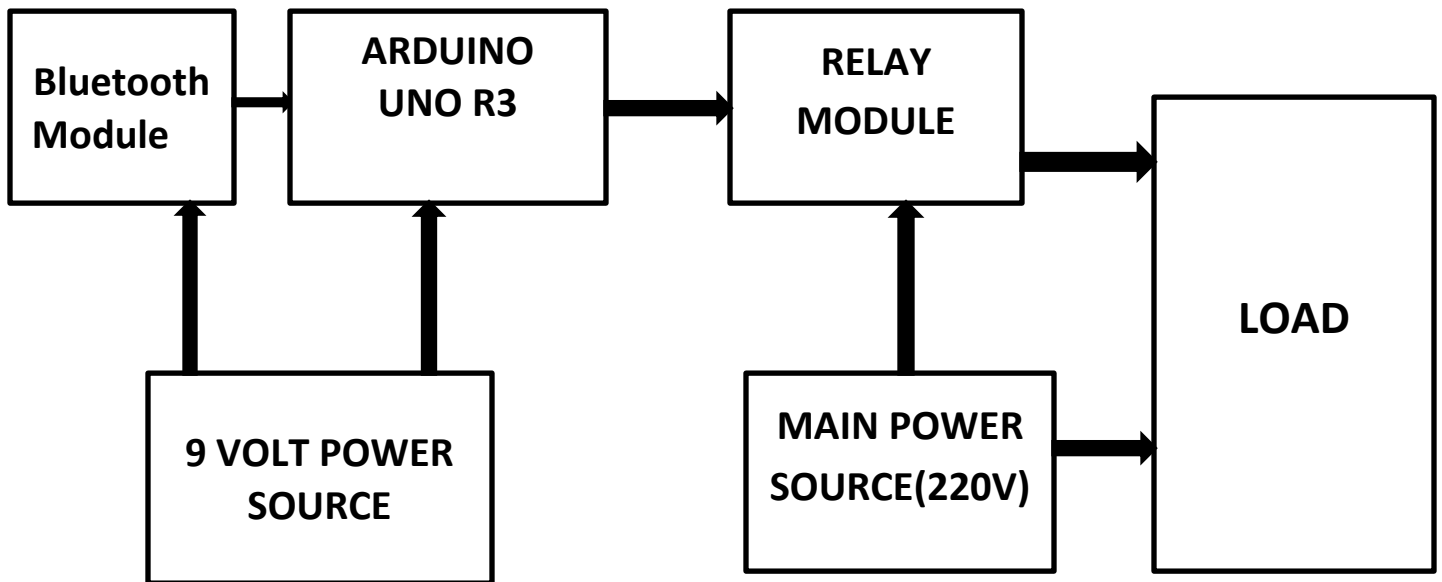 Bluetooth
Module
ARDUINO
UNO R3
RELAY
MODULE
LOAD
9 VOLT POWER
SOURCE
MAIN POWER
SOURCE(220V)